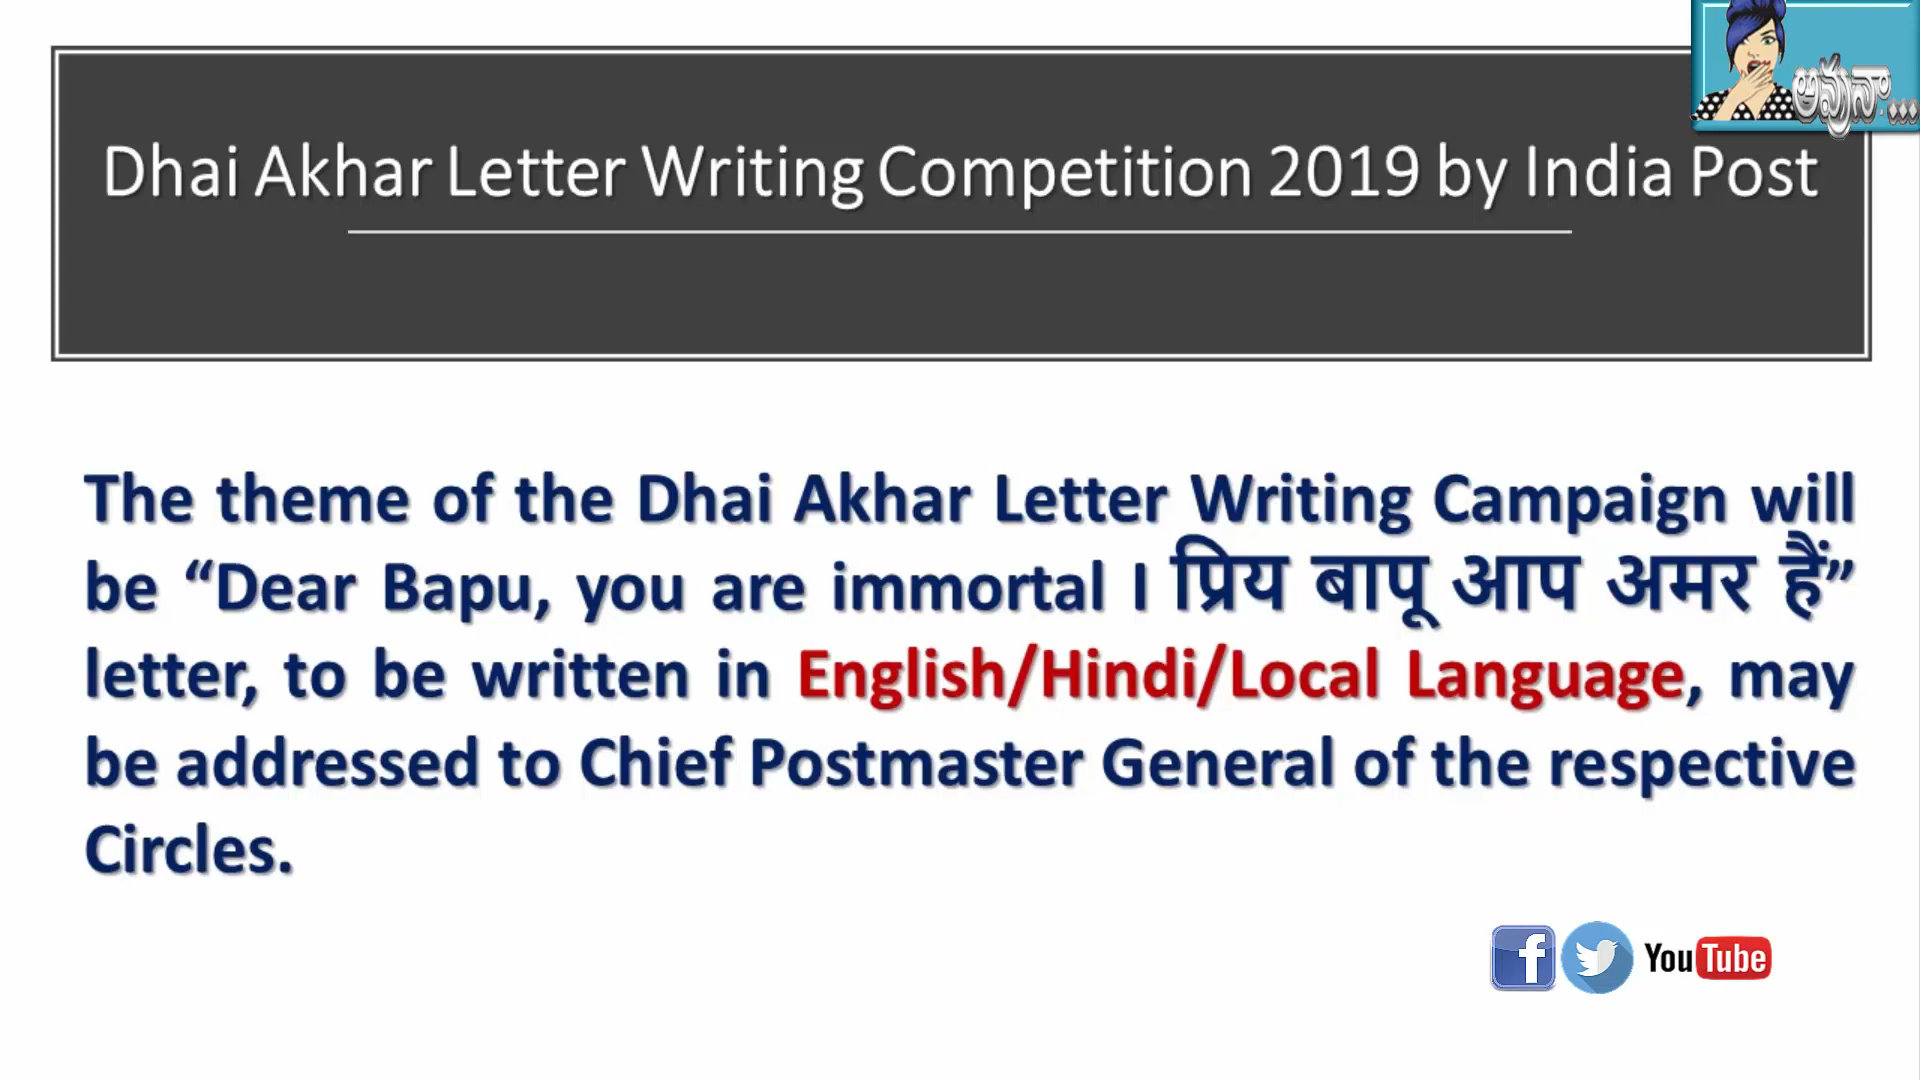 అవునా...
Dhai Akhar Letter Writing Competition 2019 by India Post
The theme of the Dhai Akhar Letter Writing Campaign will
be “Dear Bapu, you are immortal I प्रिय बापू आप अमर हैं”
letter, to be written in English/Hindi/Local Language, may
be addressed to Chief Postmaster General of the respective
Circles.
f YouTube